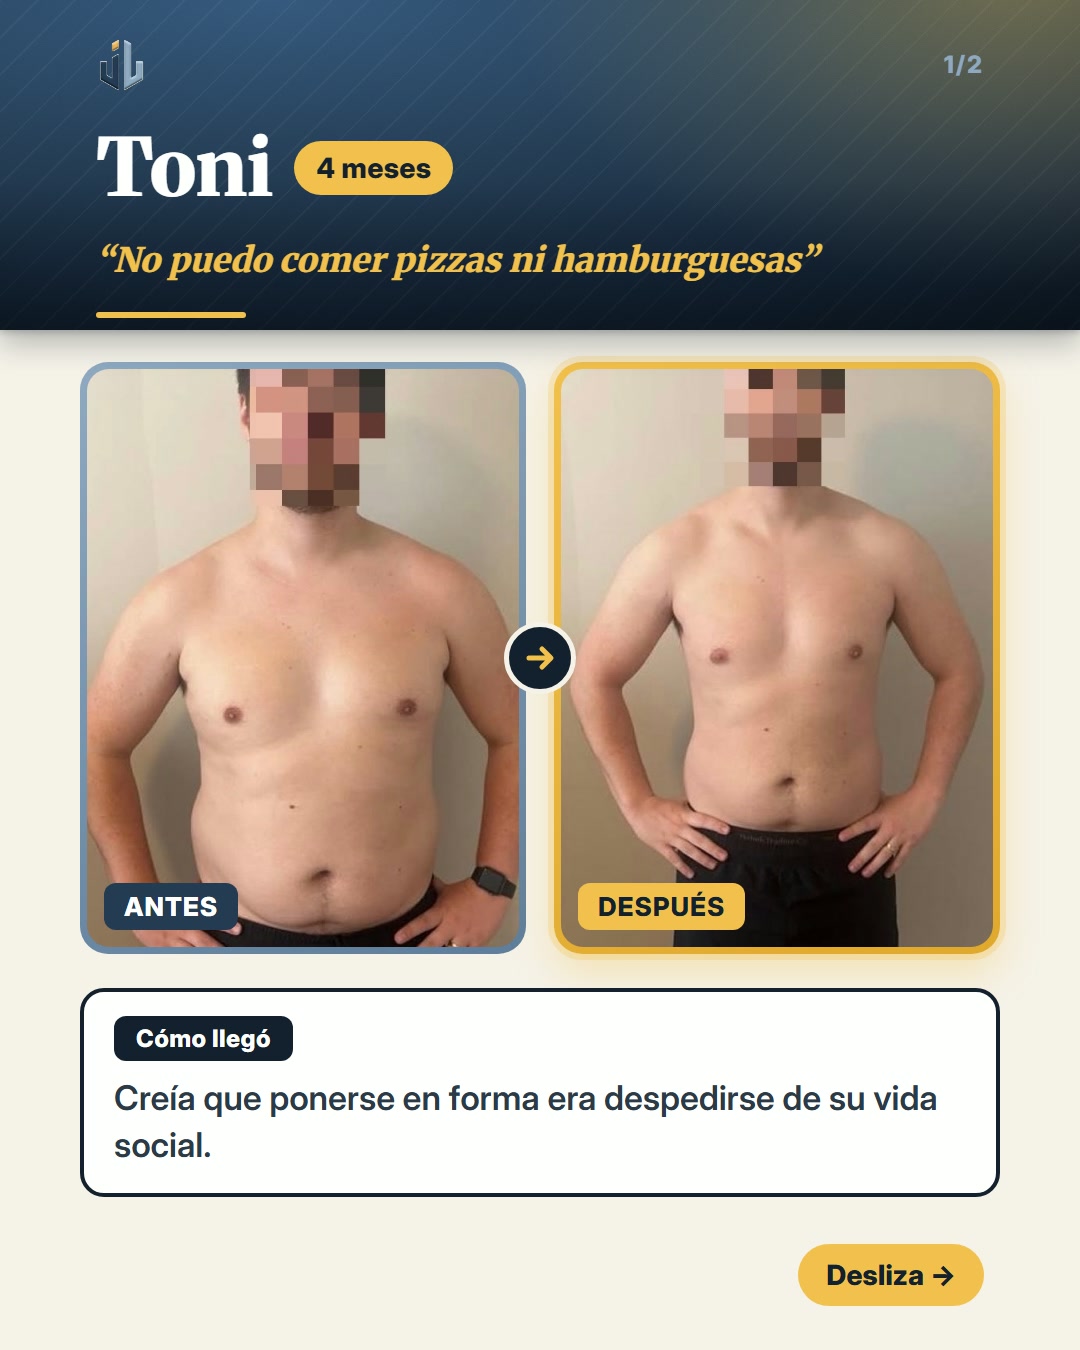 1/2
Toni
4 meses
“No puedo comer pizzas ni hamburguesas”
ANTES
DESPUÉS
Cómo llegó
Creía que ponerse en forma era despedirse de su vida
social.
Desliza →